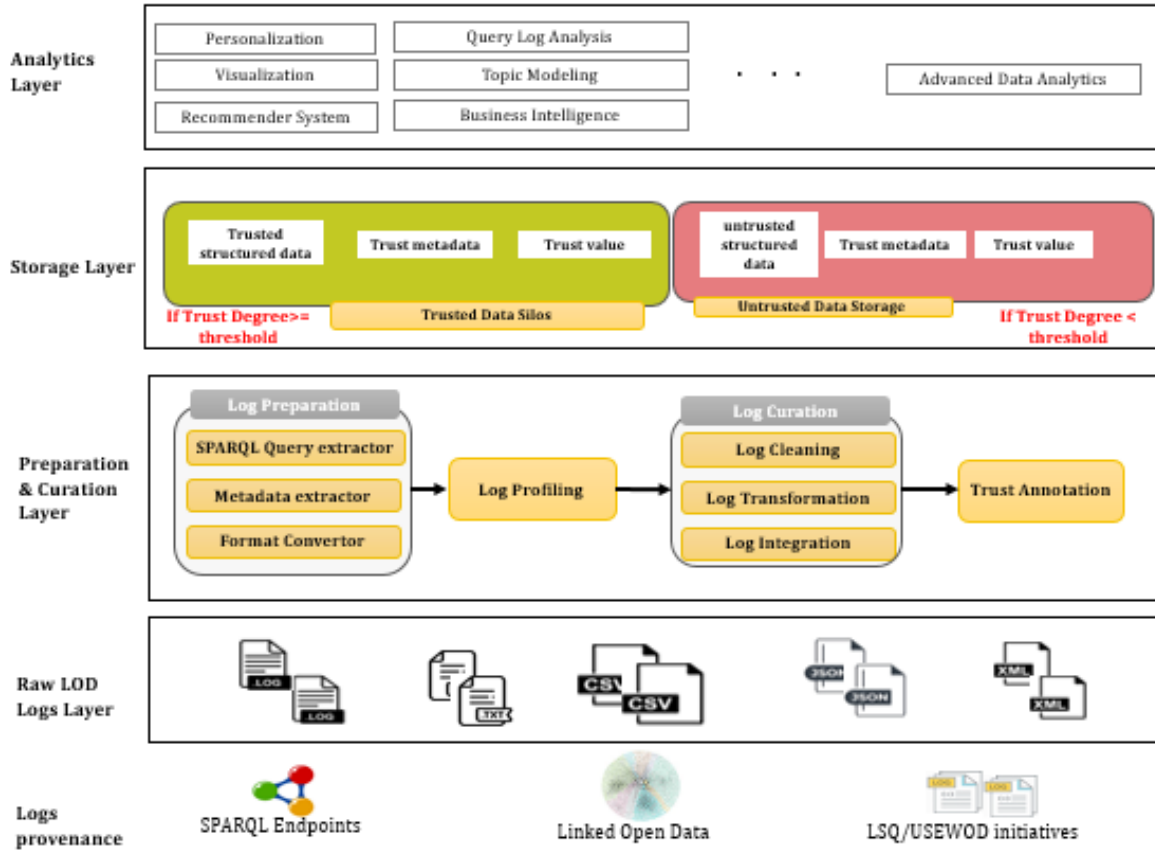 Analytics
Layer
Personalization
Query Log Analysis
Visualization
Topic Modeling
. . .
Advanced Data Analytics
Recommender System
Business Intelligence
Storage Layer
Trusted
structured data
Trust metadata
Trust value
untrusted
structured
data
Trust metadata
Trust value
If Trust Degree>=
threshold
Trusted Data Silos
Untrusted Data Storage
If Trust Degree <
threshold
Preparation
& Curation
Layer
Log Preparation
SPARQL Query extractor
Metadata extractor
Format Convertor
Log Profiling
Log Curation
Log Cleaning
Log Transformation
Log Integration
Trust Annotation
Raw LOD
Logs Layer
LOG
LOG
.TXT
CSV
CSV
JSON
JSON
XML
XML
Logs
provenance
SPARQL Endpoints
Linked Open Data
LOG
LOG
LSQ/USEWOD initiatives